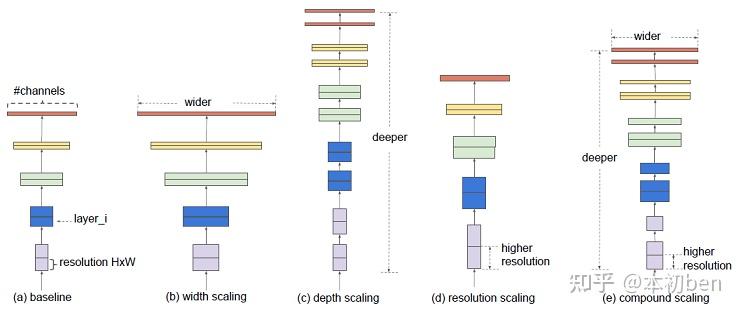 #channels
layer_i
resolution HxW
(a) baseline
wider
(b) width scaling
deeper
(c) depth scaling
higher
resolution
(d) resolution scaling
wider
deeper
higher
resolution
(e) compound scaling
知乎 @本初ben